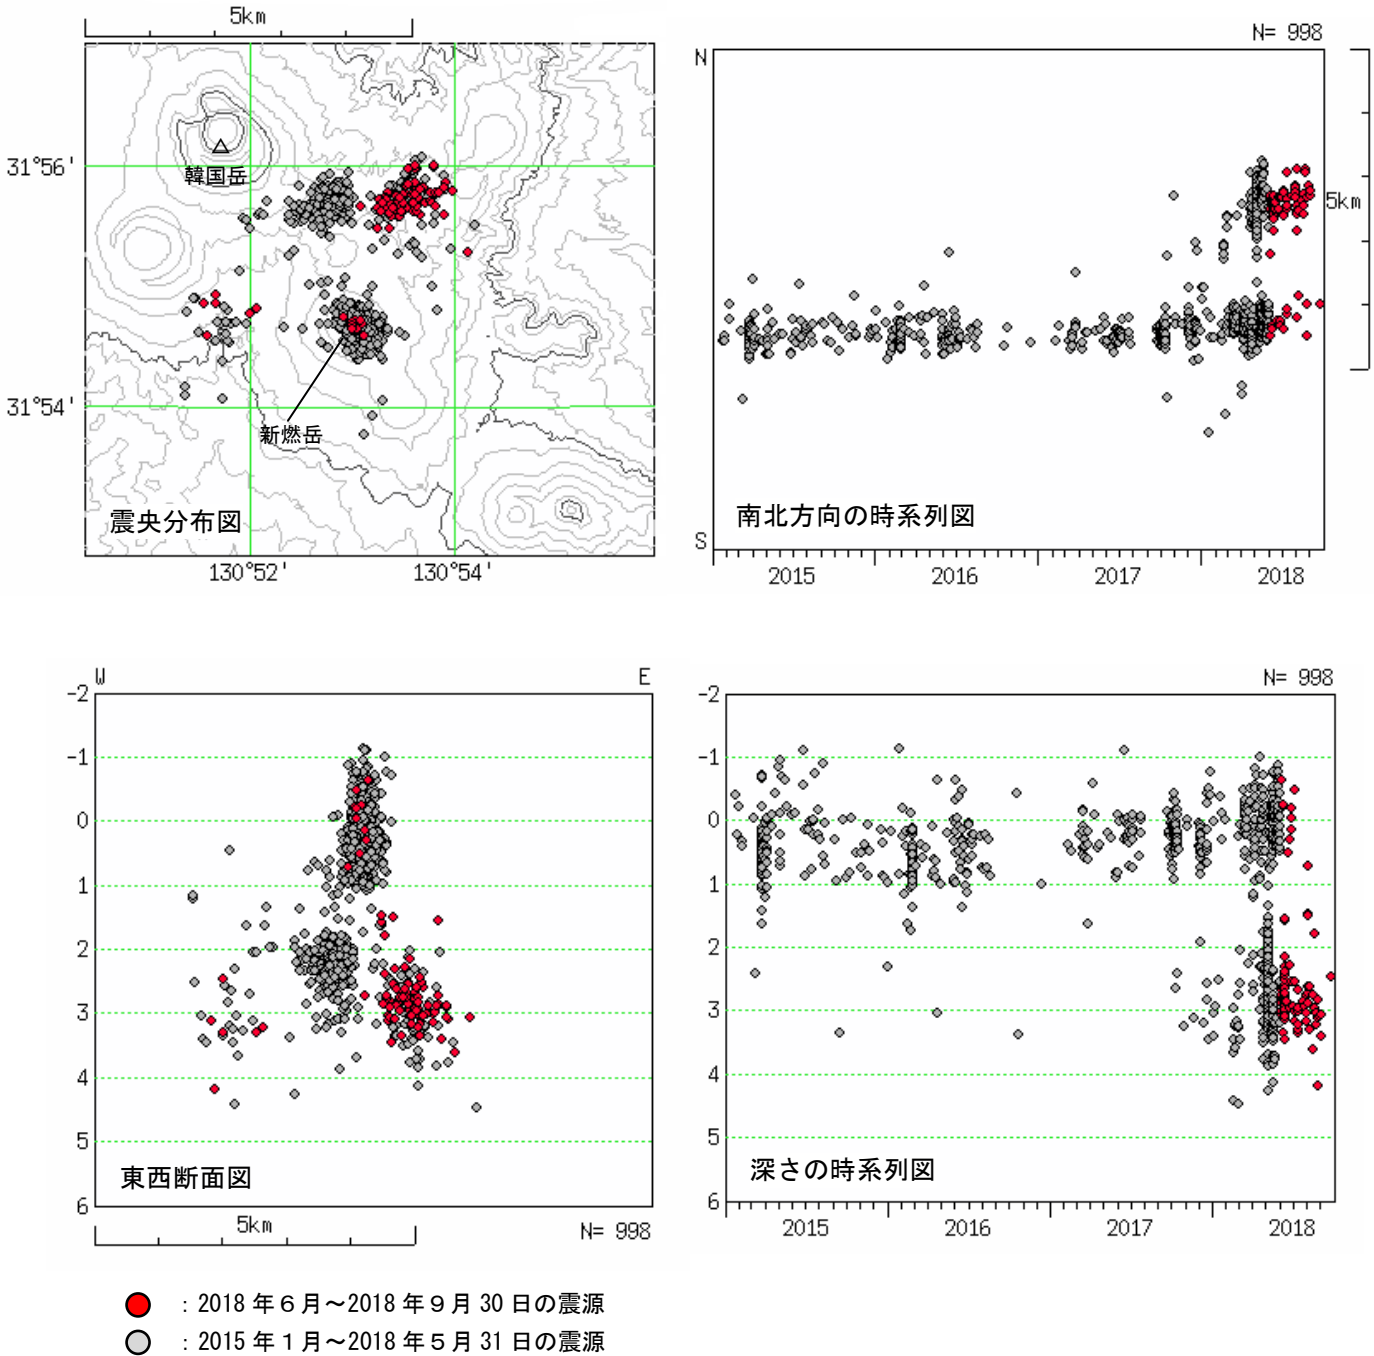 5km
N= 998
31°56'
31°54'
韓国岳
新燃岳
震央分布図
130°52'
130°54'
N
S
5km
南北方向の時系列図
2015
2016
2017
2018
W
E
-2
-1
0
1
2
3
4
5
6
東西断面図
5km
N= 998
N= 998
-2
-1
0
1
2
3
4
5
6
深さの時系列図
2015
2016
2017
2018
：2018年６月～2018年９月30日の震源
：2015年１月～2018年５月31日の震源